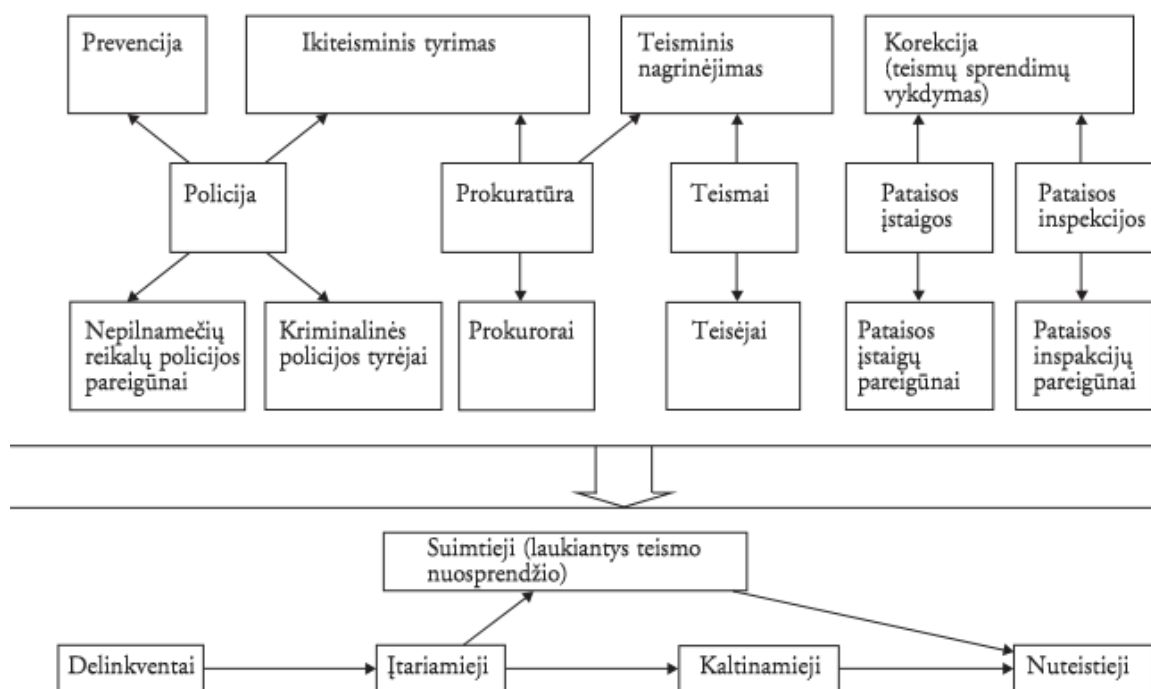 Prevencija
Ikiteisminis tyrimas
Teisminis
nagrinėjimas
Korekcija
(teismų sprendimų
vykdymas)
Policija
Prokuratūra
Teismai
Pataisos
įstaigos
Pataisos
inspekcijos
Nepilnamečių
reikalų policijos
pareigūnai
Kriminalinės
policijos tyrėjai
Prokurorai
Teisėjai
Pataisos
įstaigų
pareigūnai
Pataisos
inspakcijų
pareigūnai
Suimtieji (laukiantys teismo
nuosprendžio)
Delinkventai
Įtariamieji
Kaltinamieji
Nuteistieji